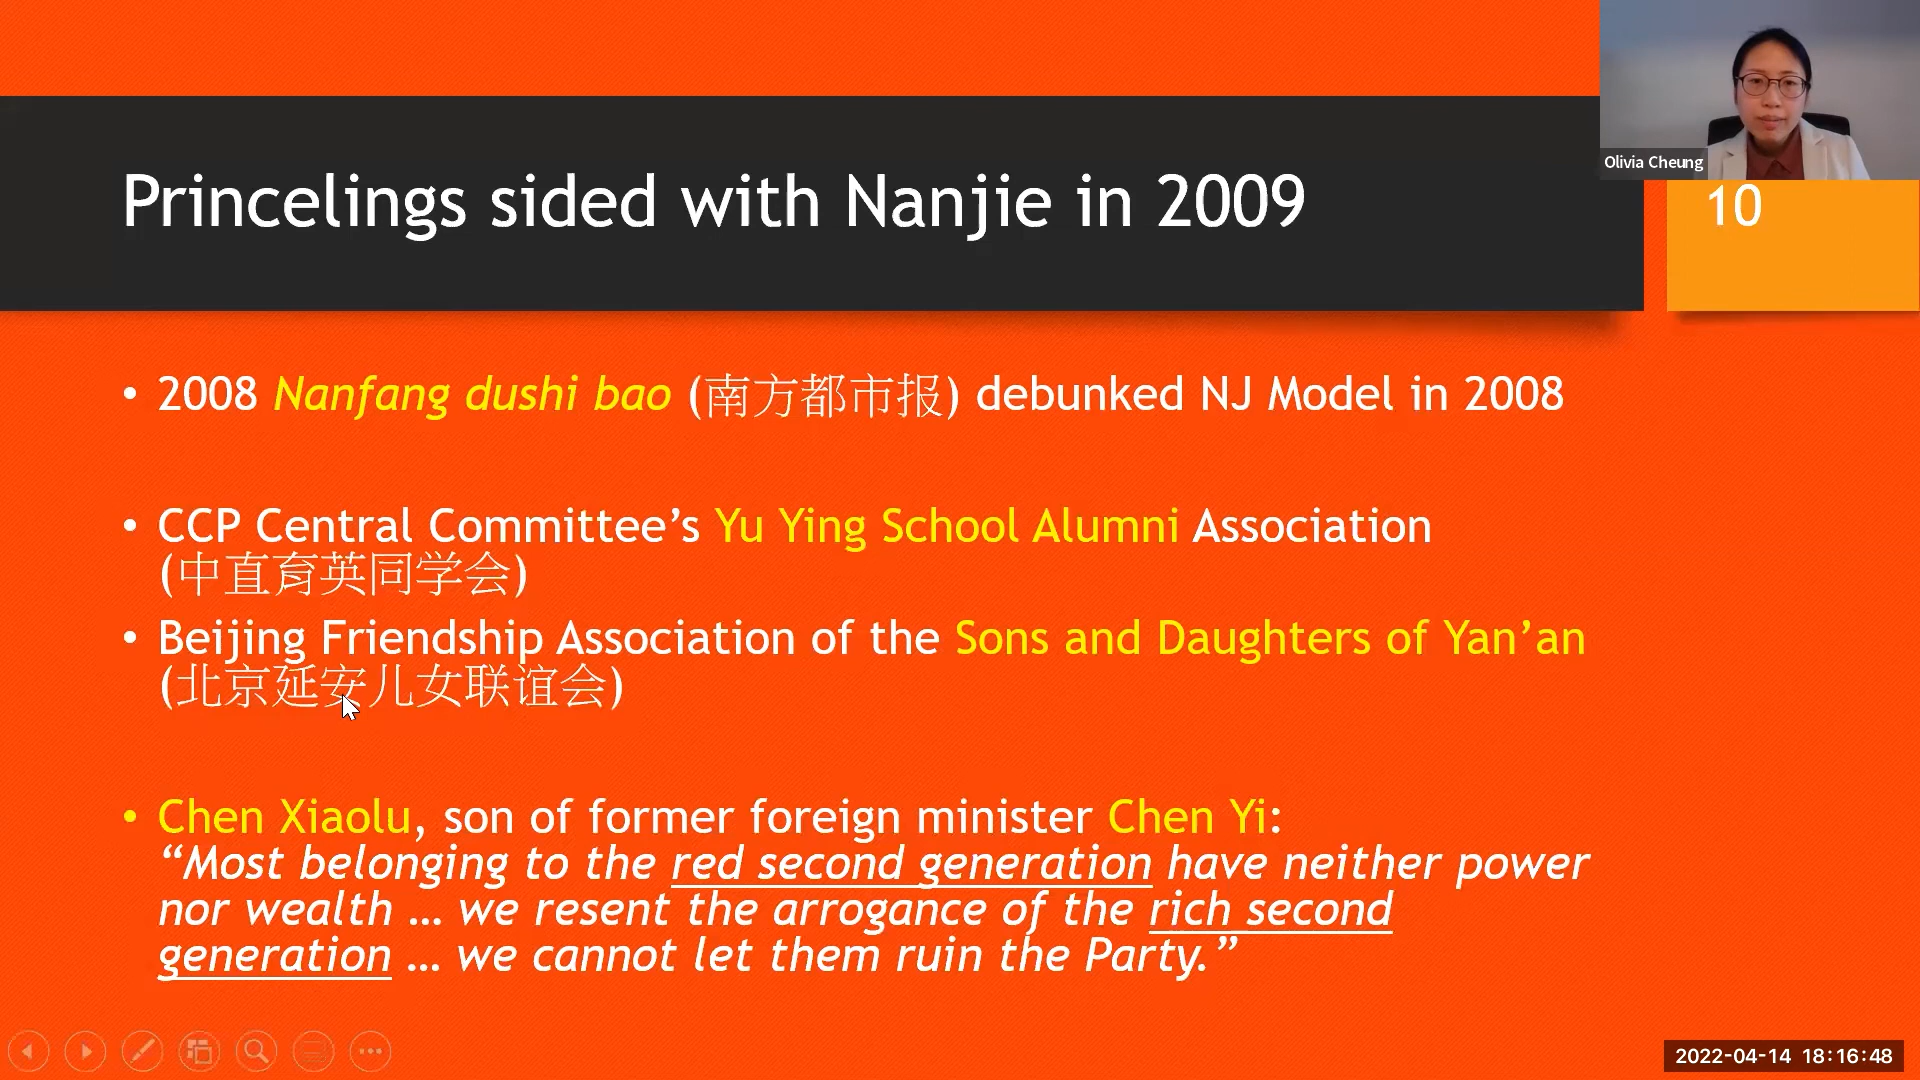 Olivia Cheung
Princelings sided with Nanjie in 2009
10
• 2008 Nanfang dushi bao (南方都市报) debunked NJ Model in 2008
• CCP Central Committee’s Yu Ying School Alumni Association
(中直育英同学会)
• Beijing Friendship Association of the Sons and Daughters of Yan’an
(北京延安儿女联谊会)
• Chen Xiaolu, son of former foreign minister Chen Yi:
“Most belonging to the red second generation have neither power
nor wealth … we resent the arrogance of the rich second
generation … we cannot let them ruin the Party.”
2022-04-14 18:16:48